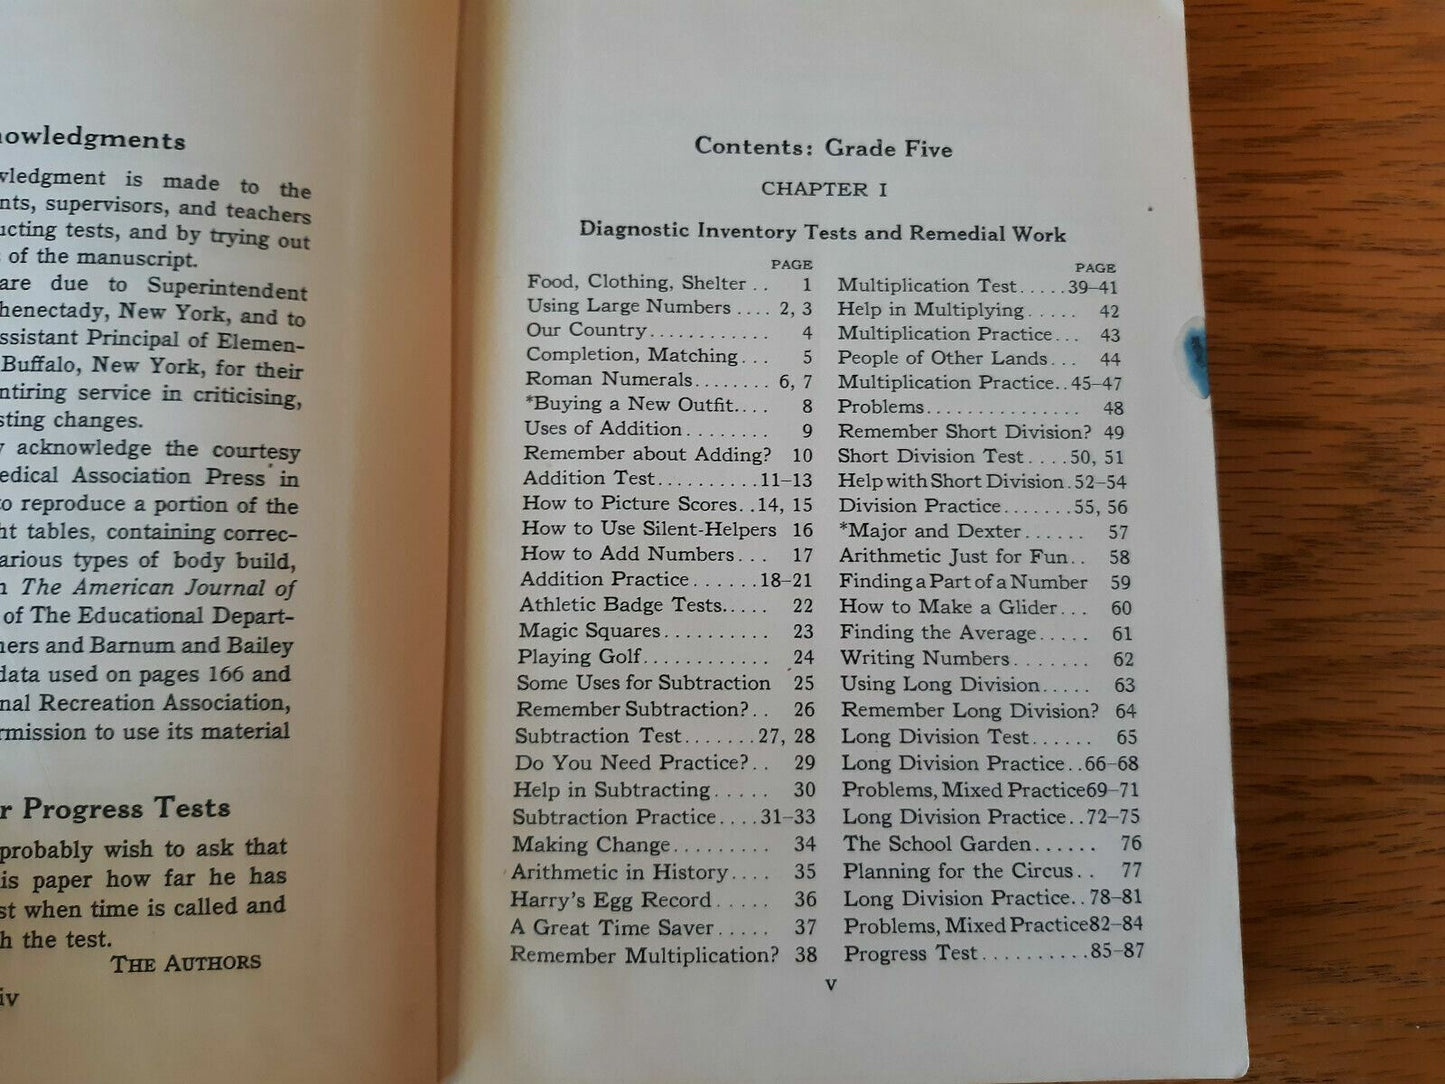 nowledgments
wledgment is made to the
nts, supervisors, and teachers
ucting tests, and by trying out
of the manuscript.
are due to Superintendent
henectady, New York, and to
ssistant Principal of Elemen-
Buffalo, New York, for their
ntiring service in criticising,
sting changes.
y acknowledge the courtesy
edical Association Press in
o reproduce a portion of the
ht tables, containing correc-
arious types of body build,
n The American Journal of
of The Educational Depart-
hers and Barnum and Bailey
data used on pages 166 and
nal Recreation Association,
rmission to use its material
r Progress Tests
probably wish to ask that
is paper how far he has
st when time is called and
h the test.
THE AUTHORS
iv
Contents: Grade Five
CHAPTER I
Diagnostic Inventory Tests and Remedial Work
PAGE
Food, Clothing, Shelter . . 1
Using Large Numbers . . . . 2, 3
Our Country . . . . . . . . . . . . 4
Completion, Matching . . . 5
Roman Numerals . . . . . . . . 6, 7
*Buying a New Outfit. . . . 8
Uses of Addition . . . . . . . . 9
Remember about Adding? 10
Addition Test . . . . . . . . . . 11–13
How to Picture Scores . . 14, 15
How to Use Silent-Helpers 16
How to Add Numbers . . . 17
Addition Practice . . . . . . 18–21
Athletic Badge Tests. . . . . 22
Magic Squares . . . . . . . . . . 23
Playing Golf . . . . . . . . . . . . 24
Some Uses for Subtraction 25
Remember Subtraction? . . 26
Subtraction Test . . . . . . . 27, 28
Do You Need Practice? . . 29
Help in Subtracting . . . . . 30
Subtraction Practice . . . . 31–33
Making Change . . . . . . . . . 34
Arithmetic in History . . . . 35
Harry's Egg Record . . . . . 36
A Great Time Saver . . . . . 37
Remember Multiplication? 38
PAGE
Multiplication Test . . . . . 39–41
Help in Multiplying . . . . . 42
Multiplication Practice . . . 43
People of Other Lands . . . 44
Multiplication Practice . . 45–47
Problems . . . . . . . . . . . . . . . 48
Remember Short Division? 49
Short Division Test . . . . 50, 51
Help with Short Division . 52–54
Division Practice . . . . . . . 55, 56
*Major and Dexter . . . . . . 57
Arithmetic Just for Fun . . 58
Finding a Part of a Number 59
How to Make a Glider . . . 60
Finding the Average . . . . . 61
Writing Numbers . . . . . . . 62
Using Long Division . . . . . 63
Remember Long Division? 64
Long Division Test . . . . . . 65
Long Division Practice . . 66–68
Problems, Mixed Practice 69–71
Long Division Practice . . 72–75
The School Garden . . . . . . 76
Planning for the Circus . . 77
Long Division Practice . . 78–81
Problems, Mixed Practice 82–84
Progress Test . . . . . . . . . . 85–87
v